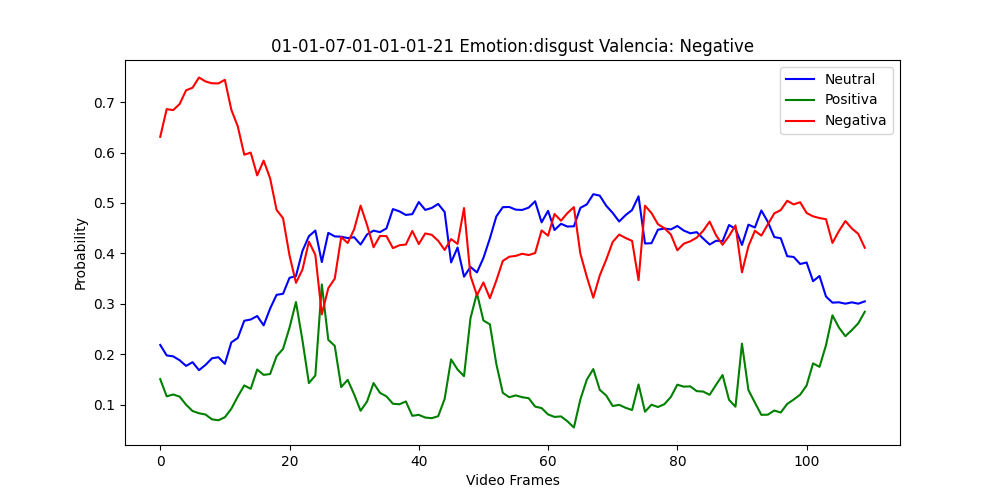 01-01-07-01-01-01-21 Emotion:disgust Valencia: Negative
Neutral
Positiva
Negativa
Probability
0.7
0.6
0.5
0.4
0.3
0.2
0.1
0 20 40 60 80 100
Video Frames